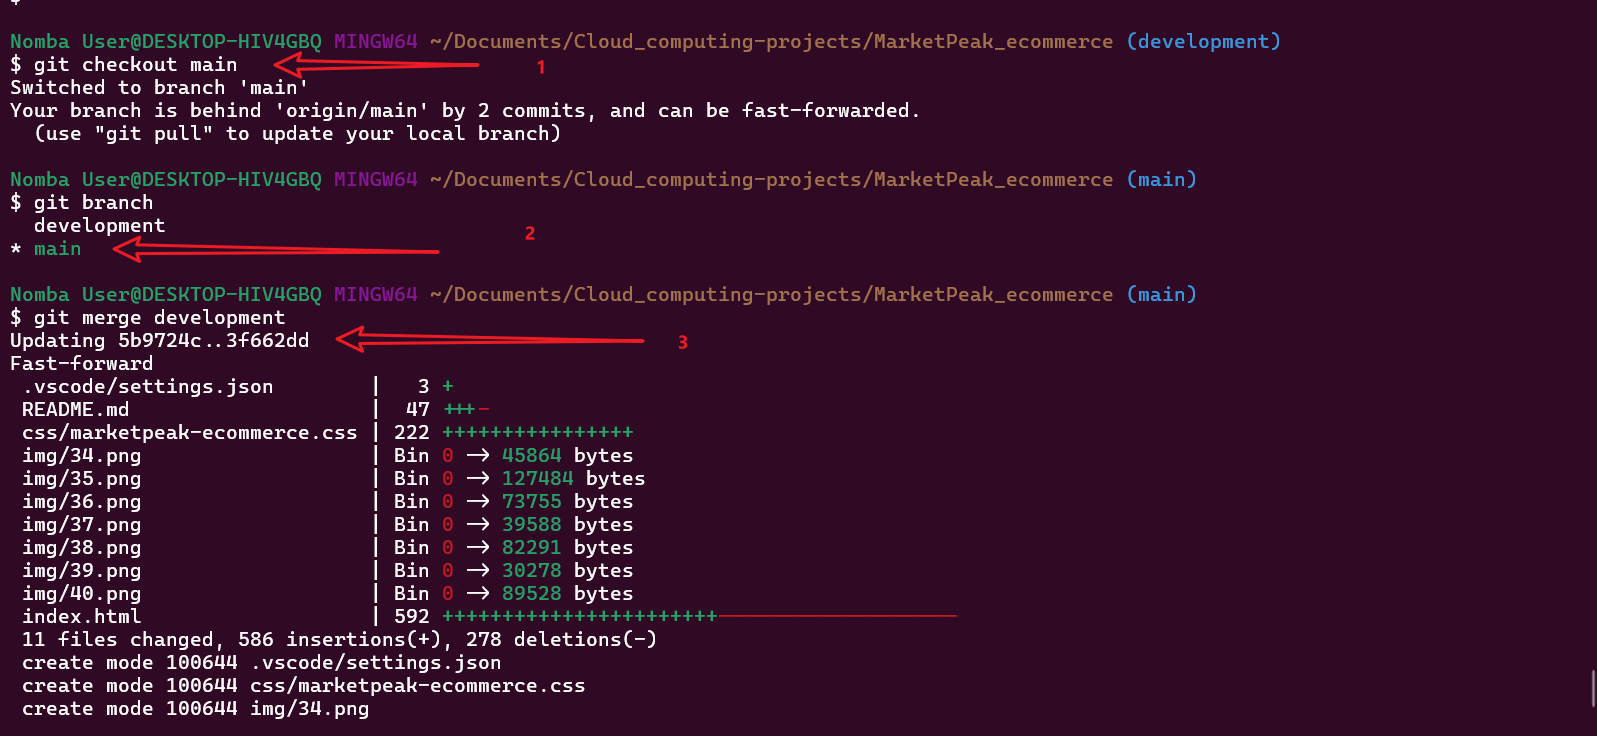 $
Nomba User@DESKTOP-HIV4GBQ MINGW64 ~/Documents/Cloud_computing-projects/MarketPeak_ecommerce (development)
$ git checkout main 1
Switched to branch 'main'
Your branch is behind 'origin/main' by 2 commits, and can be fast-forwarded.
  (use "git pull" to update your local branch)
Nomba User@DESKTOP-HIV4GBQ MINGW64 ~/Documents/Cloud_computing-projects/MarketPeak_ecommerce (main)
$ git branch
  development
2
* main
Nomba User@DESKTOP-HIV4GBQ MINGW64 ~/Documents/Cloud_computing-projects/MarketPeak_ecommerce (main)
$ git merge development
Updating 5b9724c..3f662dd 3
Fast-forward
 .vscode/settings.json         |   3 +
 README.md                     |  47 +++-
 css/marketpeak-ecommerce.css | 222 ++++++++++++++++
 img/34.png                    | Bin 0 -> 45864 bytes
 img/35.png                    | Bin 0 -> 127484 bytes
 img/36.png                    | Bin 0 -> 73755 bytes
 img/37.png                    | Bin 0 -> 39588 bytes
 img/38.png                    | Bin 0 -> 82291 bytes
 img/39.png                    | Bin 0 -> 30278 bytes
 img/40.png                    | Bin 0 -> 89528 bytes
 index.html                    | 592 +++++++++++++++++++++++--------------------
 11 files changed, 586 insertions(+), 278 deletions(-)
 create mode 100644 .vscode/settings.json
 create mode 100644 css/marketpeak-ecommerce.css
 create mode 100644 img/34.png